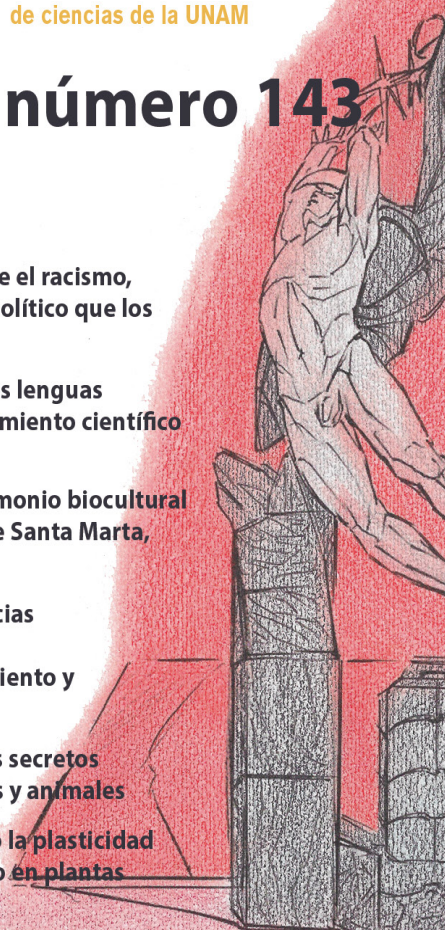 de ciencias de la UNAM
número 143
e el racismo,
olítico que los
s lenguas
miento científico
monio biocultural
e Santa Marta,
cias
iento y
s secretos
s y animales
o la plasticidad
o en plantas